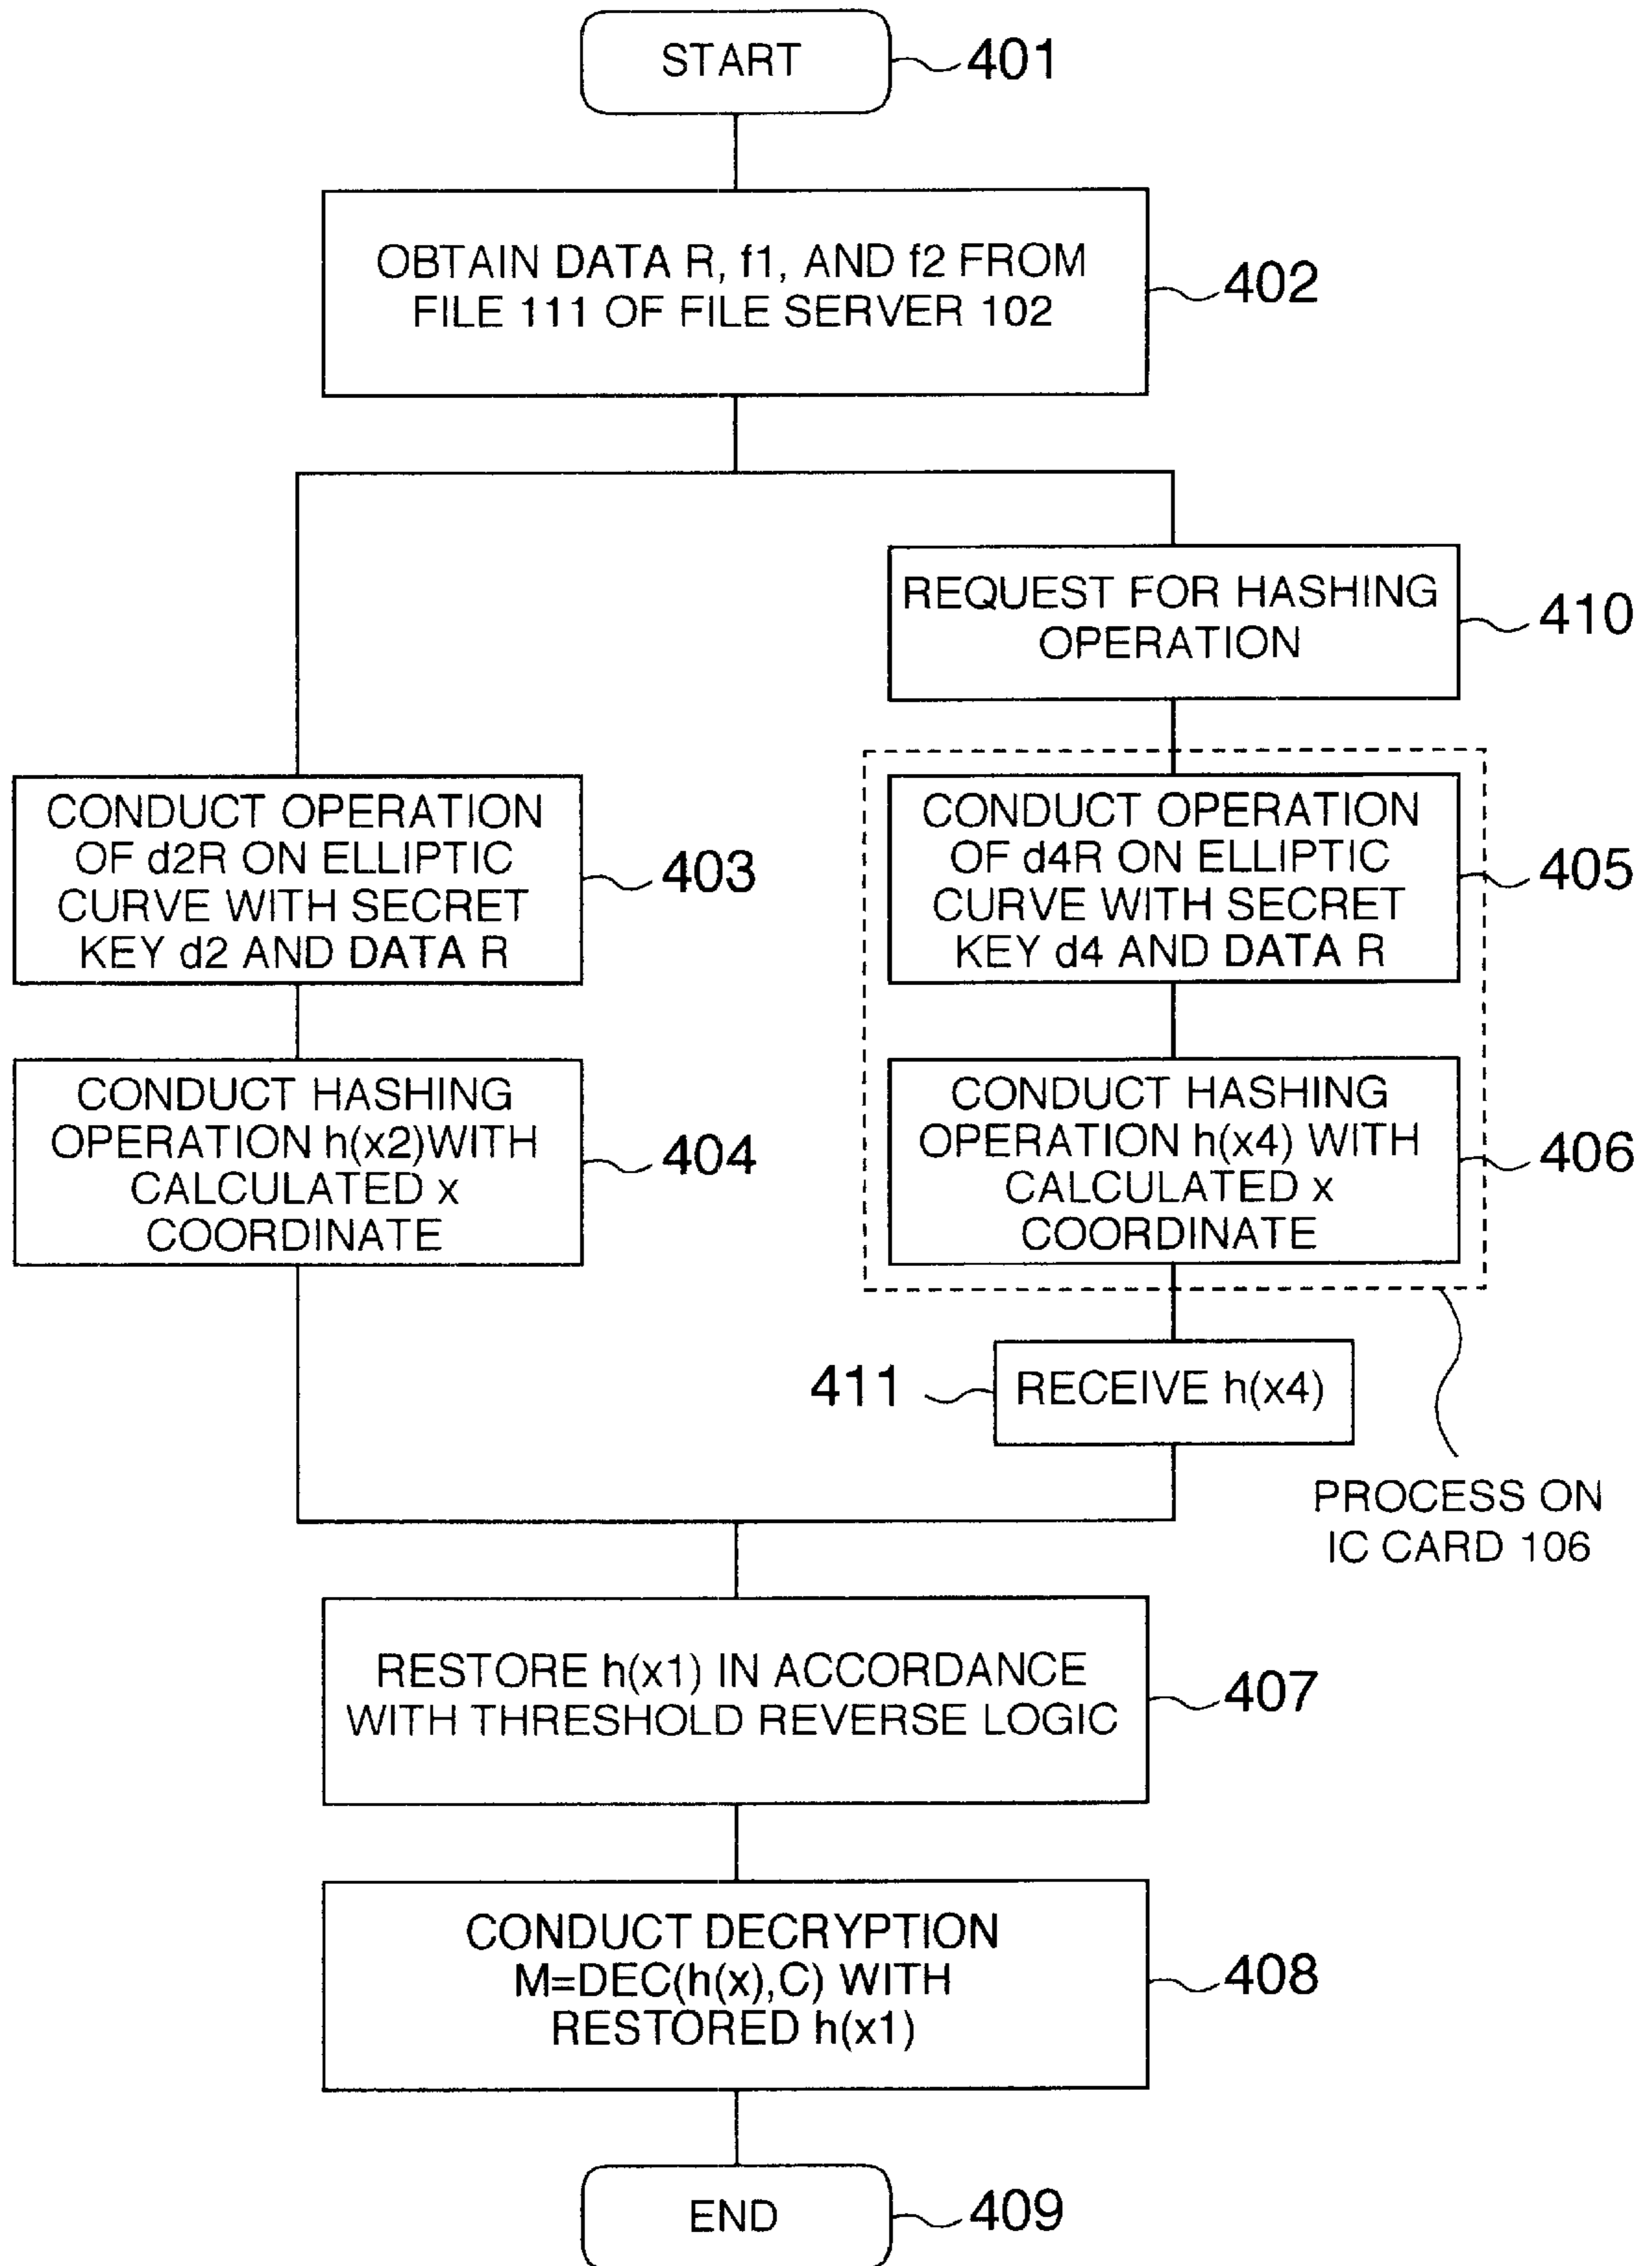 START
401
OBTAIN DATA R, f1, AND f2 FROM
FILE 111 OF FILE SERVER 102
402
REQUEST FOR HASHING
OPERATION
410
CONDUCT OPERATION
OF d2R ON ELLIPTIC
CURVE WITH SECRET
KEY d2 AND DATA R
403
CONDUCT OPERATION
OF d4R ON ELLIPTIC
CURVE WITH SECRET
KEY d4 AND DATA R
405
CONDUCT HASHING
OPERATION h(x2)WITH
CALCULATED x
COORDINATE
404
CONDUCT HASHING
OPERATION h(x4) WITH
CALCULATED x
COORDINATE
406
411
RECEIVE h(x4)
PROCESS ON
IC CARD 106
RESTORE h(x1) IN ACCORDANCE
WITH THRESHOLD REVERSE LOGIC
407
CONDUCT DECRYPTION
M=DEC(h(x),C) WITH
RESTORED h(x1)
408
END
409